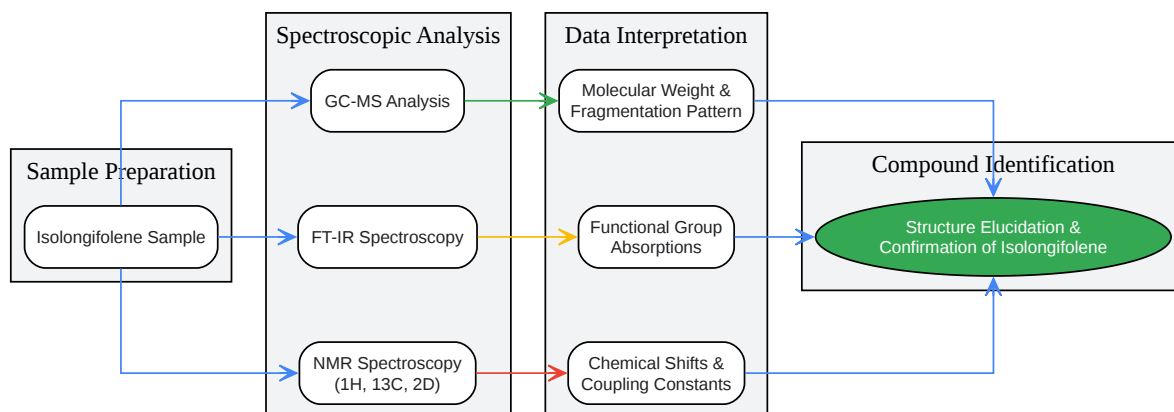 Spectroscopic Analysis
Data Interpretation
GC-MS Analysis
Molecular Weight &
Fragmentation Pattern
Sample Preparation
Compound Identification
Isolongifolene Sample
FT-IR Spectroscopy
Functional Group
Absorptions
Structure Elucidation &
Confirmation of Isolongifolene
NMR Spectroscopy
(1H, 13C, 2D)
Chemical Shifts &
Coupling Constants